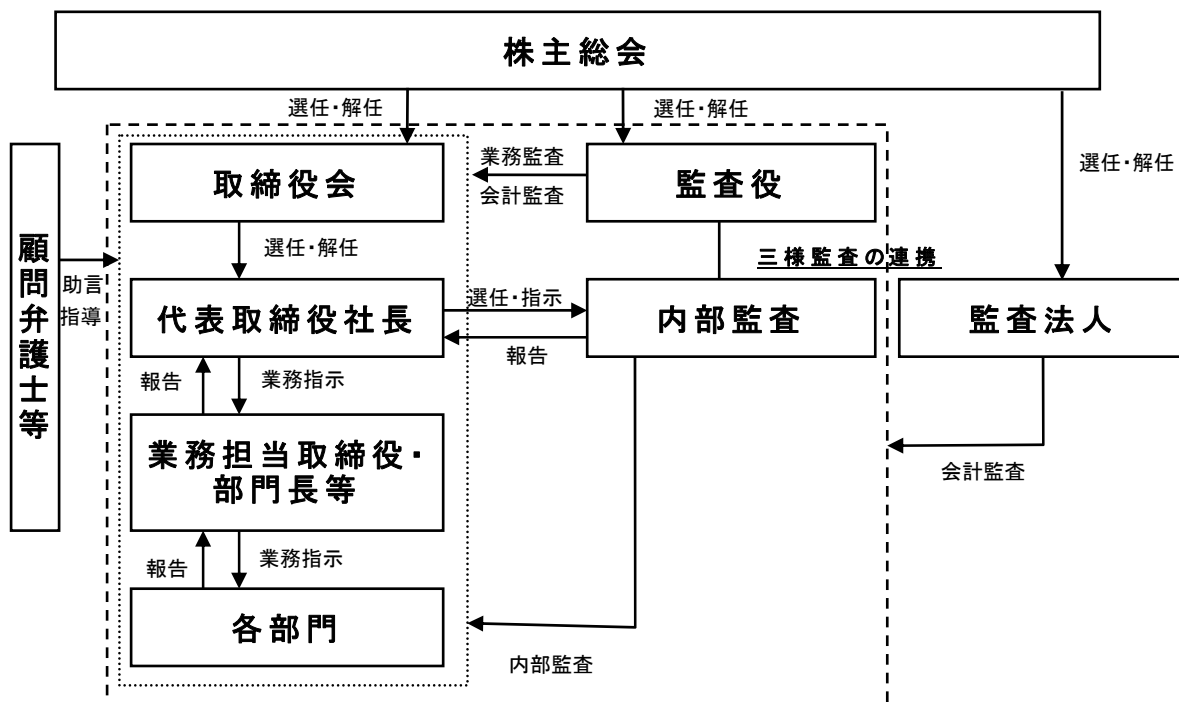 株主総会
選任・解任
選任・解任
選任・解任
取締役会
業務監査
会計監査
監査役
顧問弁護士等
助言
指導
選任・解任
三様監査の連携
代表取締役社長
選任・指示
報告
内部監査
監査法人
報告
業務指示
業務担当取締役・
部門長等
会計監査
報告
業務指示
各部門
内部監査